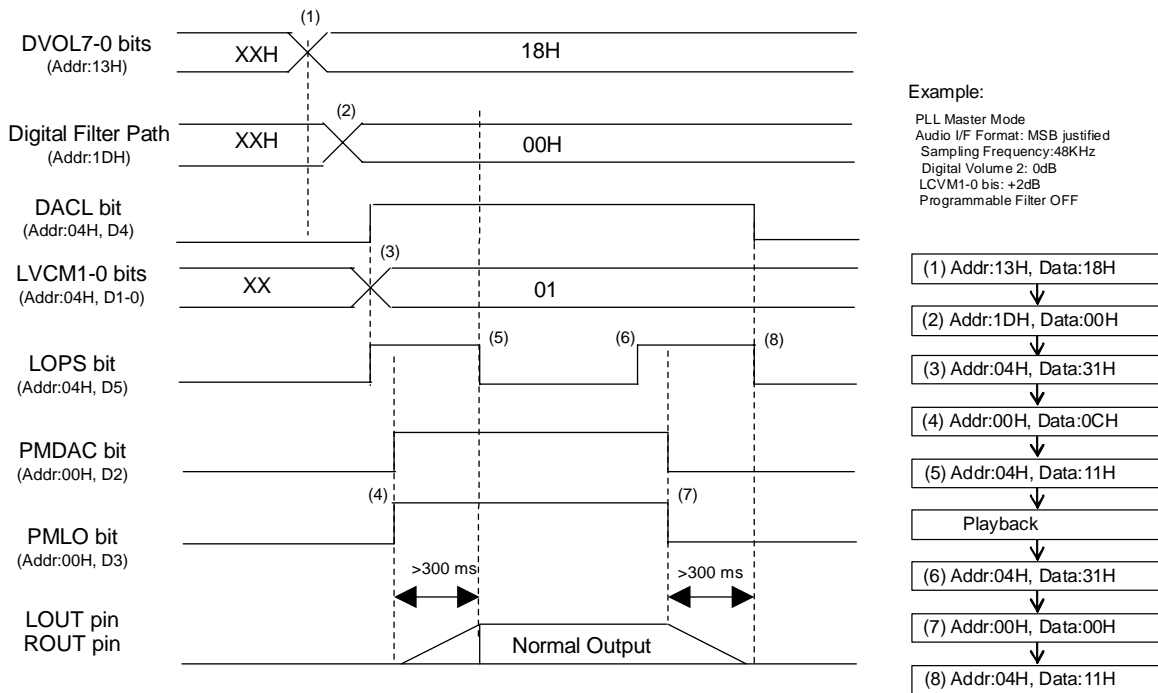 (1)
DVOL7-0 bits
(Addr:13H)
XXH
18H
(2)
Digital Filter Path
(Addr:1DH)
XXH
00H
DACL bit
(Addr:04H, D4)
(3)
LVCM1-0 bits
(Addr:04H, D1-0)
XX
01
LOPS bit
(Addr:04H, D5)
(5)
(6)
(8)
PMDAC bit
(Addr:00H, D2)
(4)
(7)
PMLO bit
(Addr:00H, D3)
>300 ms
>300 ms
LOUT pin
ROUT pin
Normal Output
Example:
PLL Master Mode
Audio I/F Format: MSB justified
Sampling Frequency:48KHz
Digital Volume 2: 0dB
LCVM1-0 bis: +2dB
Programmable Filter OFF
(1) Addr:13H, Data:18H
(2) Addr:1DH, Data:00H
(3) Addr:04H, Data:31H
(4) Addr:00H, Data:0CH
(5) Addr:04H, Data:11H
Playback
(6) Addr:04H, Data:31H
(7) Addr:00H, Data:00H
(8) Addr:04H, Data:11H